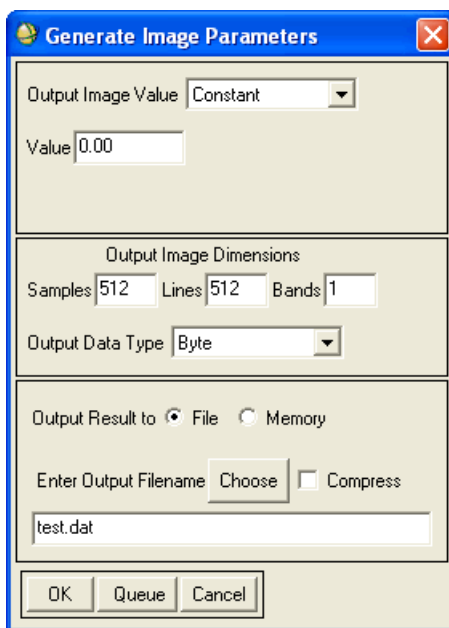 Generate Image Parameters
Output Image Value Constant
Value 0.00
Output Image Dimensions
Samples 512 Lines 512 Bands 1
Output Data Type Byte
Output Result to File Memory
Enter Output Filename Choose Compress
test.dat
OK Queue Cancel